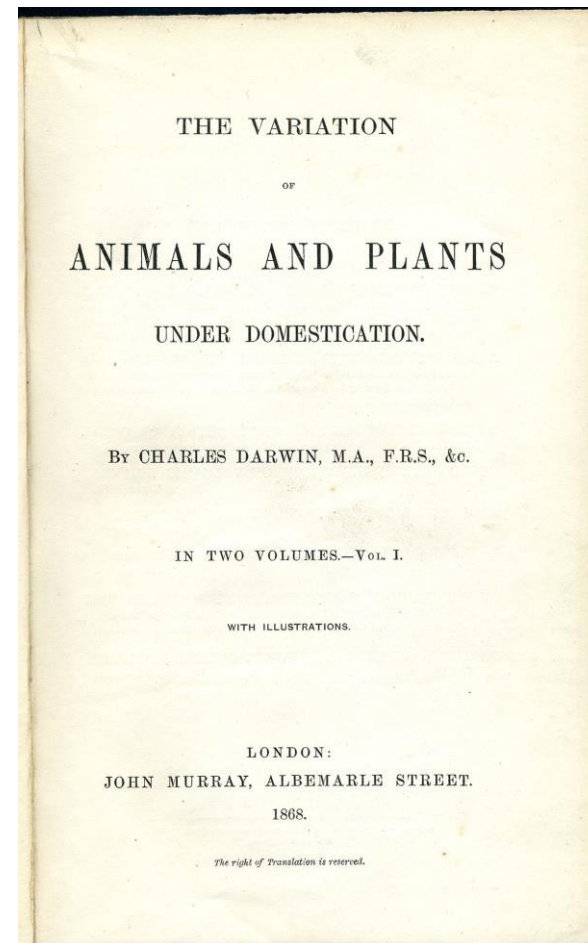 THE VARIATION
OF
ANIMALS AND PLANTS
UNDER DOMESTICATION.
By CHARLES DARWIN, M.A., F.R.S., &c.
IN TWO VOLUMES.—Vol. I.
WITH ILLUSTRATIONS.
LONDON:
JOHN MURRAY, ALBEMARLE STREET.
1868.
The right of Translation is reserved.